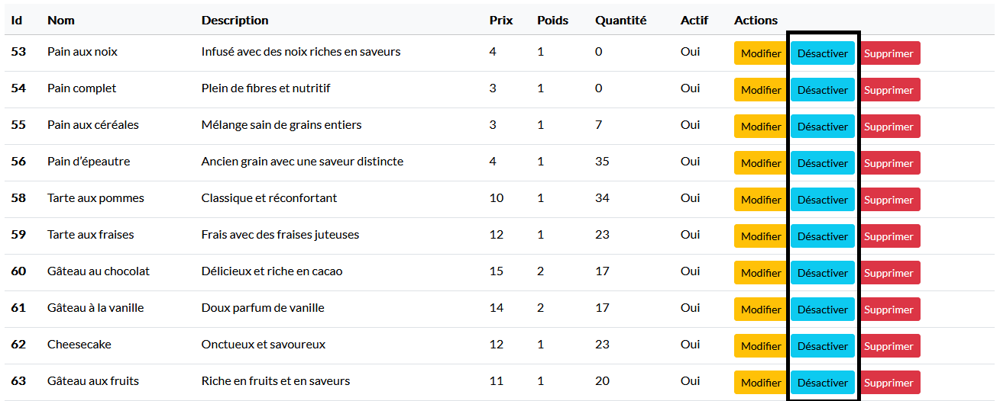 Id Nom Description Prix Poids Quantité Actif Actions
53 Pain aux noix Infusé avec des noix riches en saveurs 4 1 0 Oui Modifier Désactiver Supprimer
54 Pain complet Plein de fibres et nutritif 3 1 0 Oui Modifier Désactiver Supprimer
55 Pain aux céréales Mélange sain de grains entiers 3 1 7 Oui Modifier Désactiver Supprimer
56 Pain d’épeautre Ancien grain avec une saveur distincte 4 1 35 Oui Modifier Désactiver Supprimer
58 Tarte aux pommes Classique et réconfortant 10 1 34 Oui Modifier Désactiver Supprimer
59 Tarte aux fraises Frais avec des fraises juteuses 12 1 23 Oui Modifier Désactiver Supprimer
60 Gâteau au chocolat Délicieux et riche en cacao 15 2 17 Oui Modifier Désactiver Supprimer
61 Gâteau à la vanille Doux parfum de vanille 14 2 17 Oui Modifier Désactiver Supprimer
62 Cheesecake Onctueux et savoureux 12 1 23 Oui Modifier Désactiver Supprimer
63 Gâteau aux fruits Riche en fruits et en saveurs 11 1 20 Oui Modifier Désactiver Supprimer